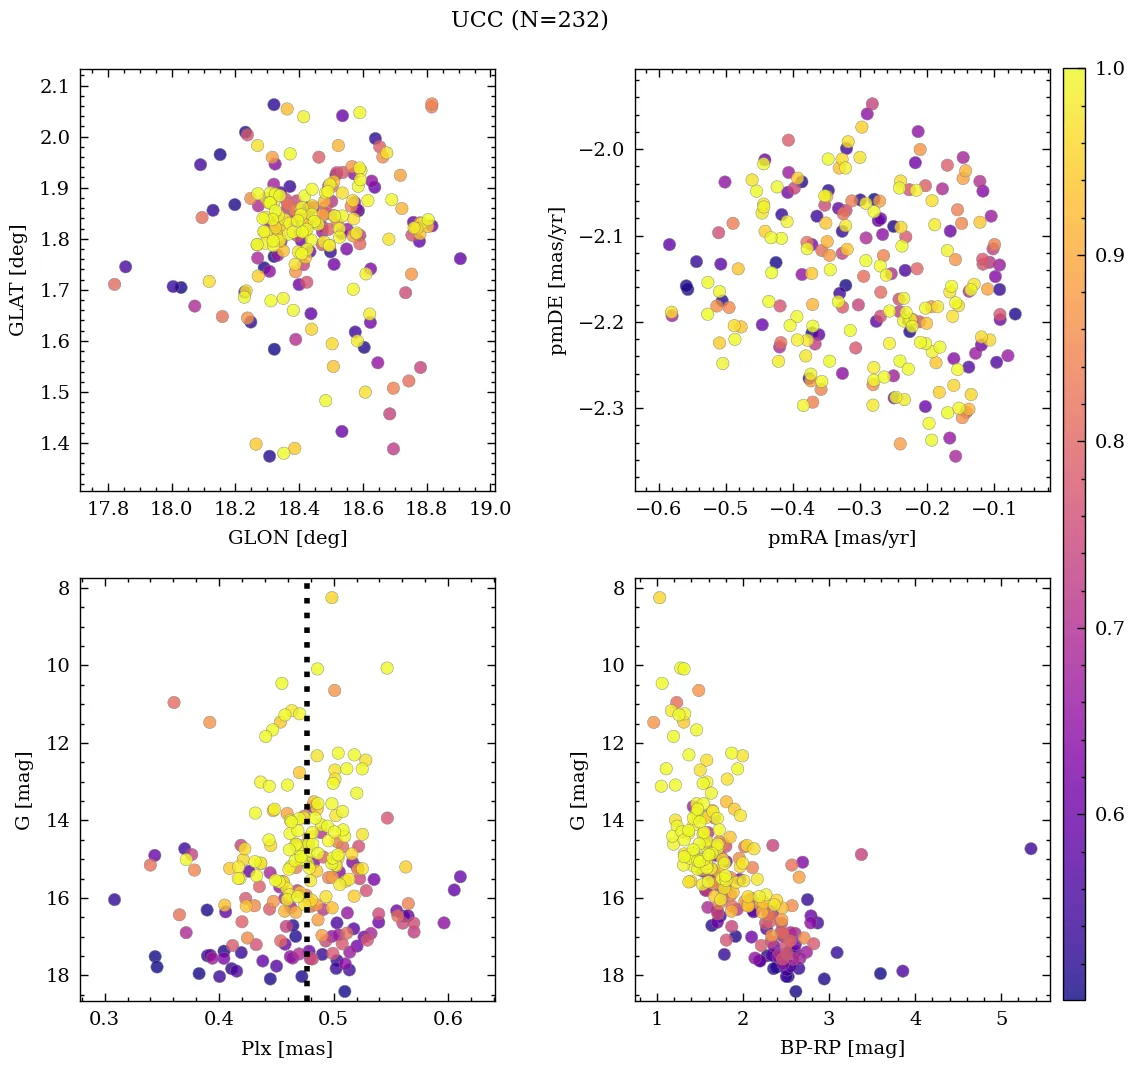 UCC (N=232)
2.1
2.0
1.9
1.8
1.7
1.6
1.5
1.4
GLAT [deg]
17.8 18.0 18.2 18.4 18.6 18.8 19.0
GLON [deg]
−2.0
−2.1
−2.2
−2.3
pmDE [mas/yr]
−0.6 −0.5 −0.4 −0.3 −0.2 −0.1
pmRA [mas/yr]
8
10
12
14
16
18
G [mag]
0.3 0.4 0.5 0.6
Plx [mas]
8
10
12
14
16
18
G [mag]
1 2 3 4 5
BP-RP [mag]
1.0
0.9
0.8
0.7
0.6